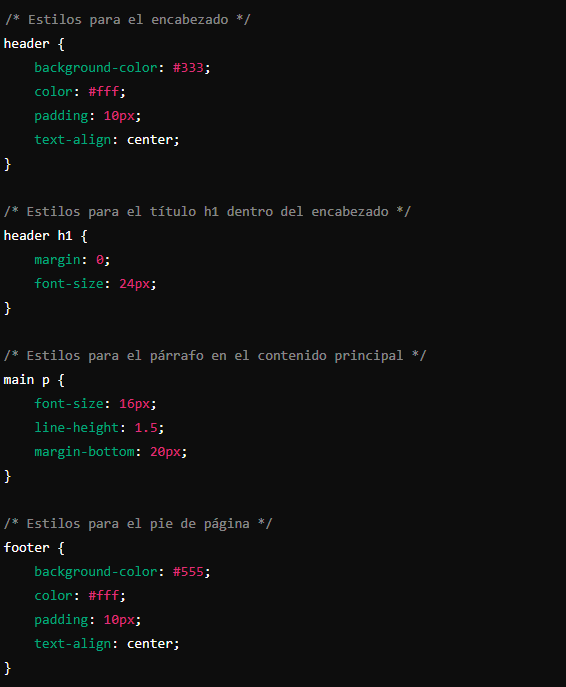 /* Estilos para el encabezado */
header {
    background-color: #333;
    color: #fff;
    padding: 10px;
    text-align: center;
}

/* Estilos para el título h1 dentro del encabezado */
header h1 {
    margin: 0;
    font-size: 24px;
}

/* Estilos para el párrafo en el contenido principal */
main p {
    font-size: 16px;
    line-height: 1.5;
    margin-bottom: 20px;
}

/* Estilos para el pie de página */
footer {
    background-color: #555;
    color: #fff;
    padding: 10px;
    text-align: center;
}